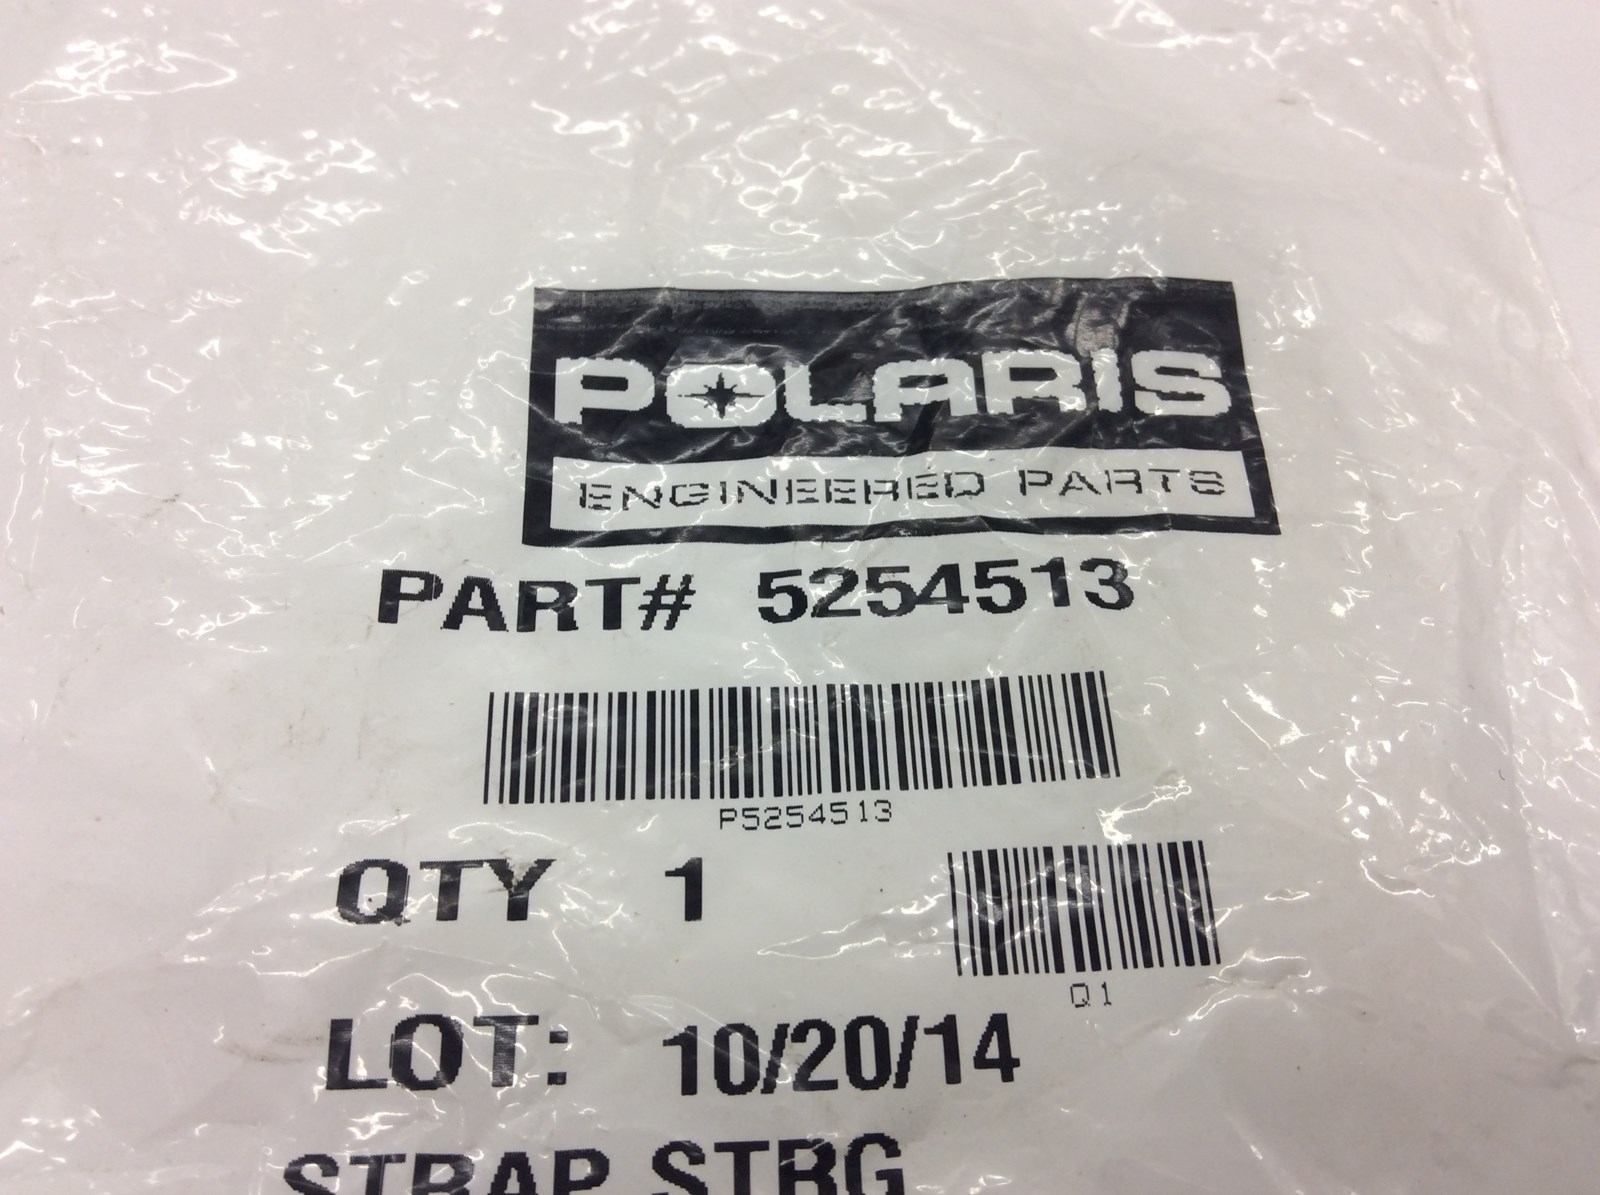 POLARIS
ENGINEERED PARTS
PART# 5254513
P5254513
QTY 1
Q1
LOT: 10/20/14
STRAP STRG